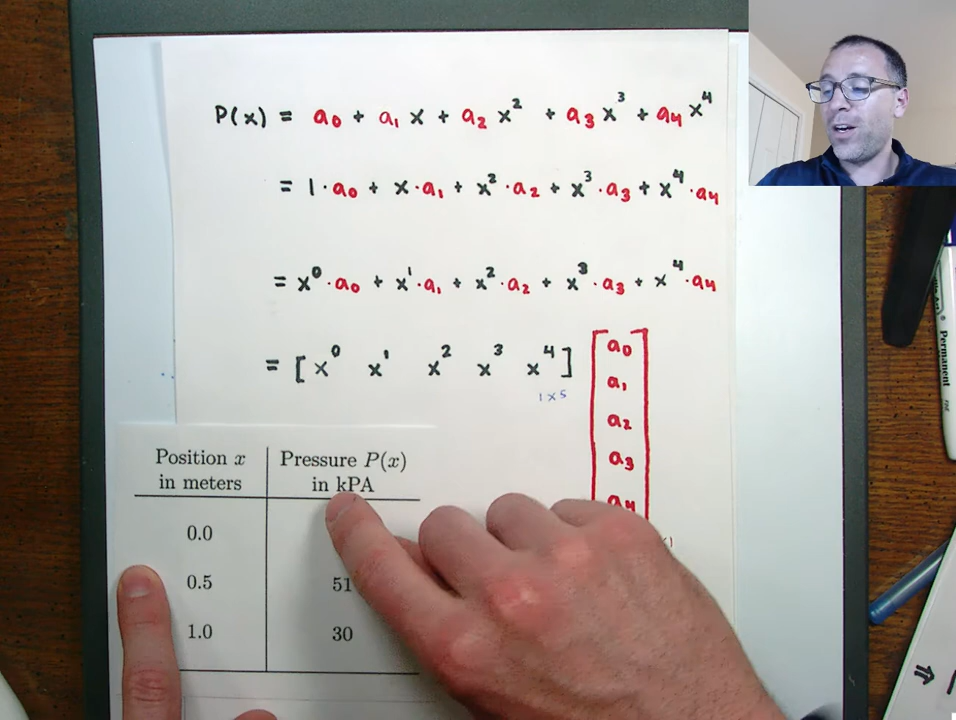 P(x) = a₀ + a₁ x + a₂ x² + a₃ x³ + a₄ x⁴
= 1 · a₀ + x · a₁ + x² · a₂ + x³ · a₃ + x⁴ · a₄
= x⁰ · a₀ + x¹ · a₁ + x² · a₂ + x³ · a₃ + x⁴ · a₄
= [ x⁰ x¹ x² x³ x⁴ ]
1 x 5
a₀
a₁
a₂
a₃
a₄
Position x Pressure P(x)
in meters in kPA
0.0
0.5 51
1.0 30
Permanent
⇒